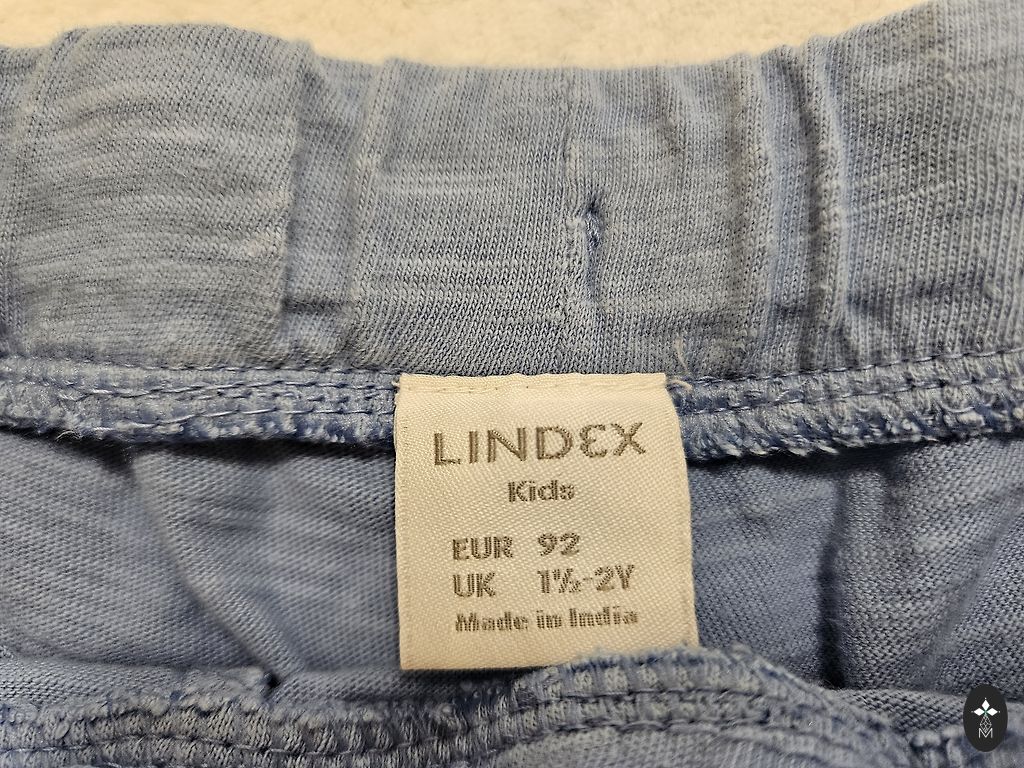 LINDEX
Kids
EUR 92
UK 1½-2Y
Made in India
M